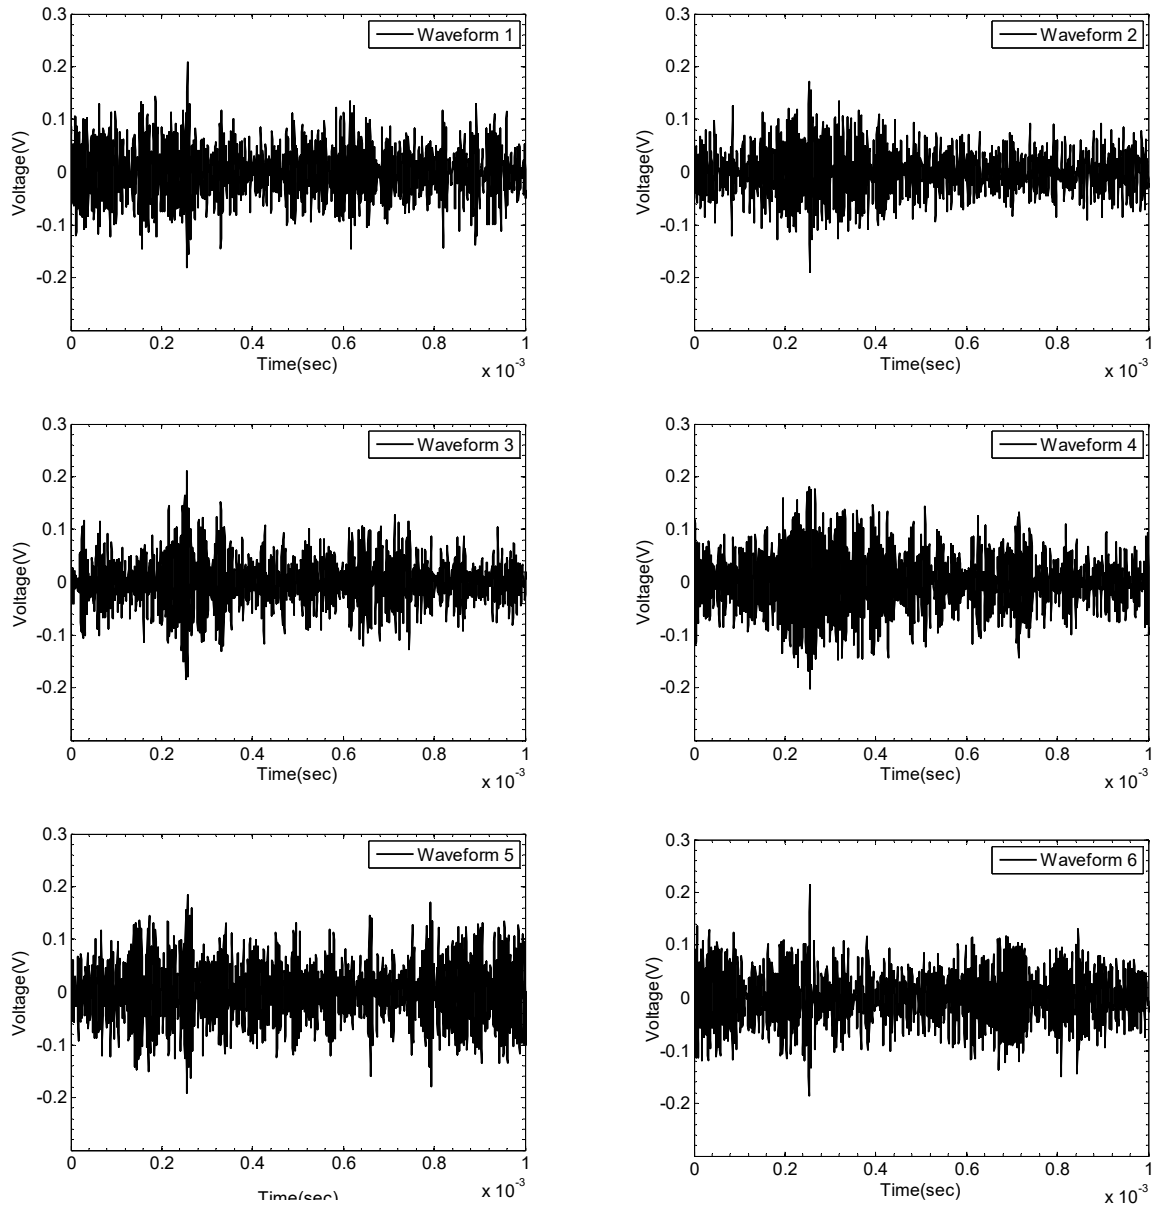 0.3
0.2
0.1
0
-0.1
-0.2
Voltage(V)
Waveform 1
0 0.2 0.4 0.6 0.8 1
Time(sec)
x 10-3
0.3
0.2
0.1
0
-0.1
-0.2
Voltage(V)
Waveform 2
0 0.2 0.4 0.6 0.8 1
Time(sec)
x 10-3
0.3
0.2
0.1
0
-0.1
-0.2
Voltage(V)
Waveform 3
0 0.2 0.4 0.6 0.8 1
Time(sec)
x 10-3
0.3
0.2
0.1
0
-0.1
-0.2
Voltage(V)
Waveform 4
0 0.2 0.4 0.6 0.8 1
Time(sec)
x 10-3
0.3
0.2
0.1
0
-0.1
-0.2
Voltage(V)
Waveform 5
0 0.2 0.4 0.6 0.8 1
Time(sec)
x 10-3
0.3
0.2
0.1
0
-0.1
-0.2
Voltage(V)
Waveform 6
0 0.2 0.4 0.6 0.8 1
Time(sec)
x 10-3